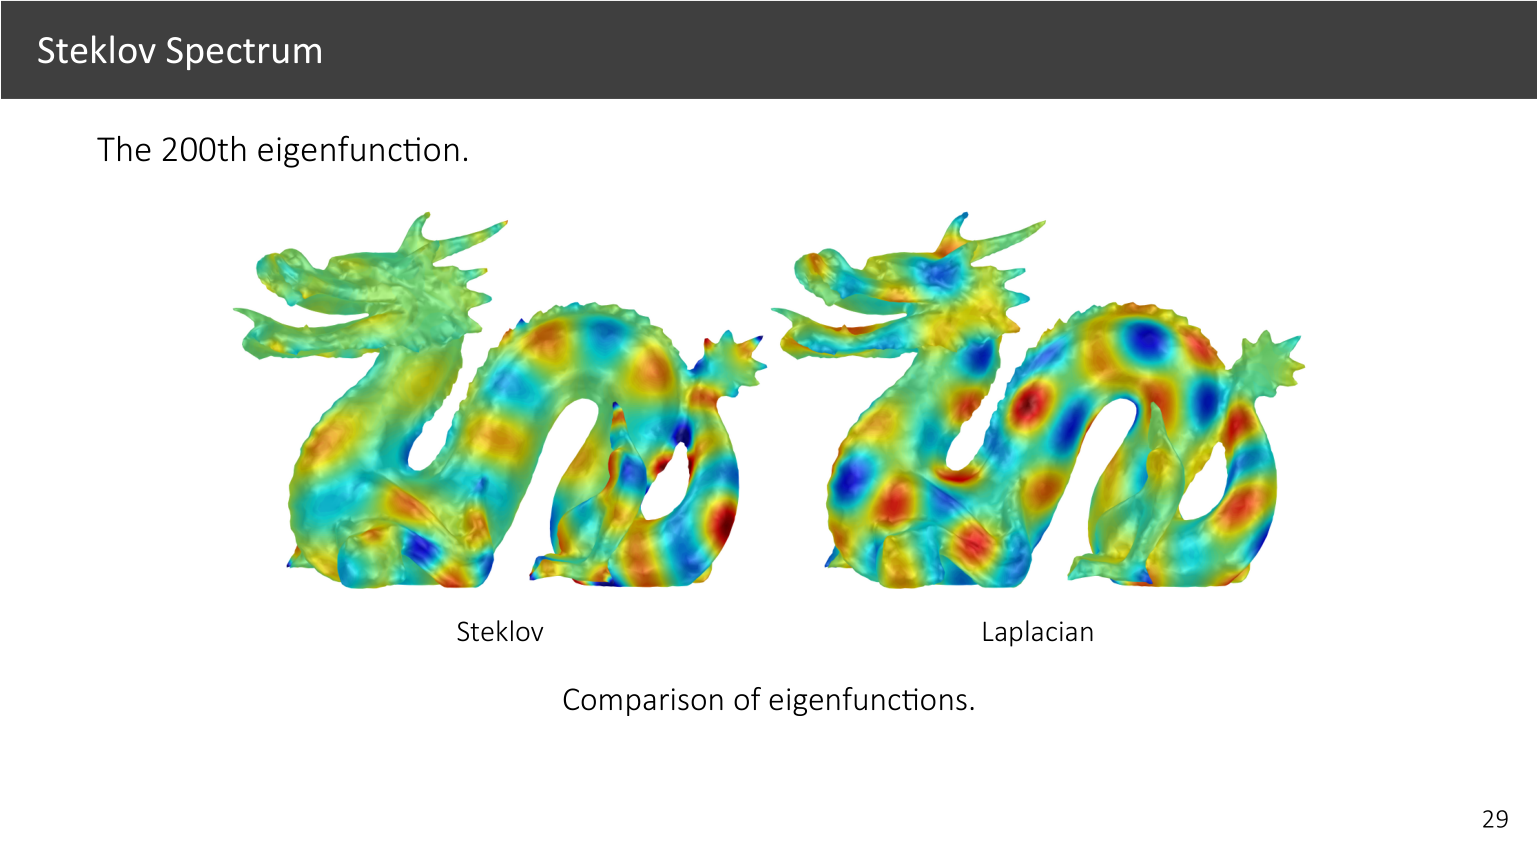 Steklov Spectrum
The 200th eigenfunction.
Steklov
Laplacian
Comparison of eigenfunctions.
29